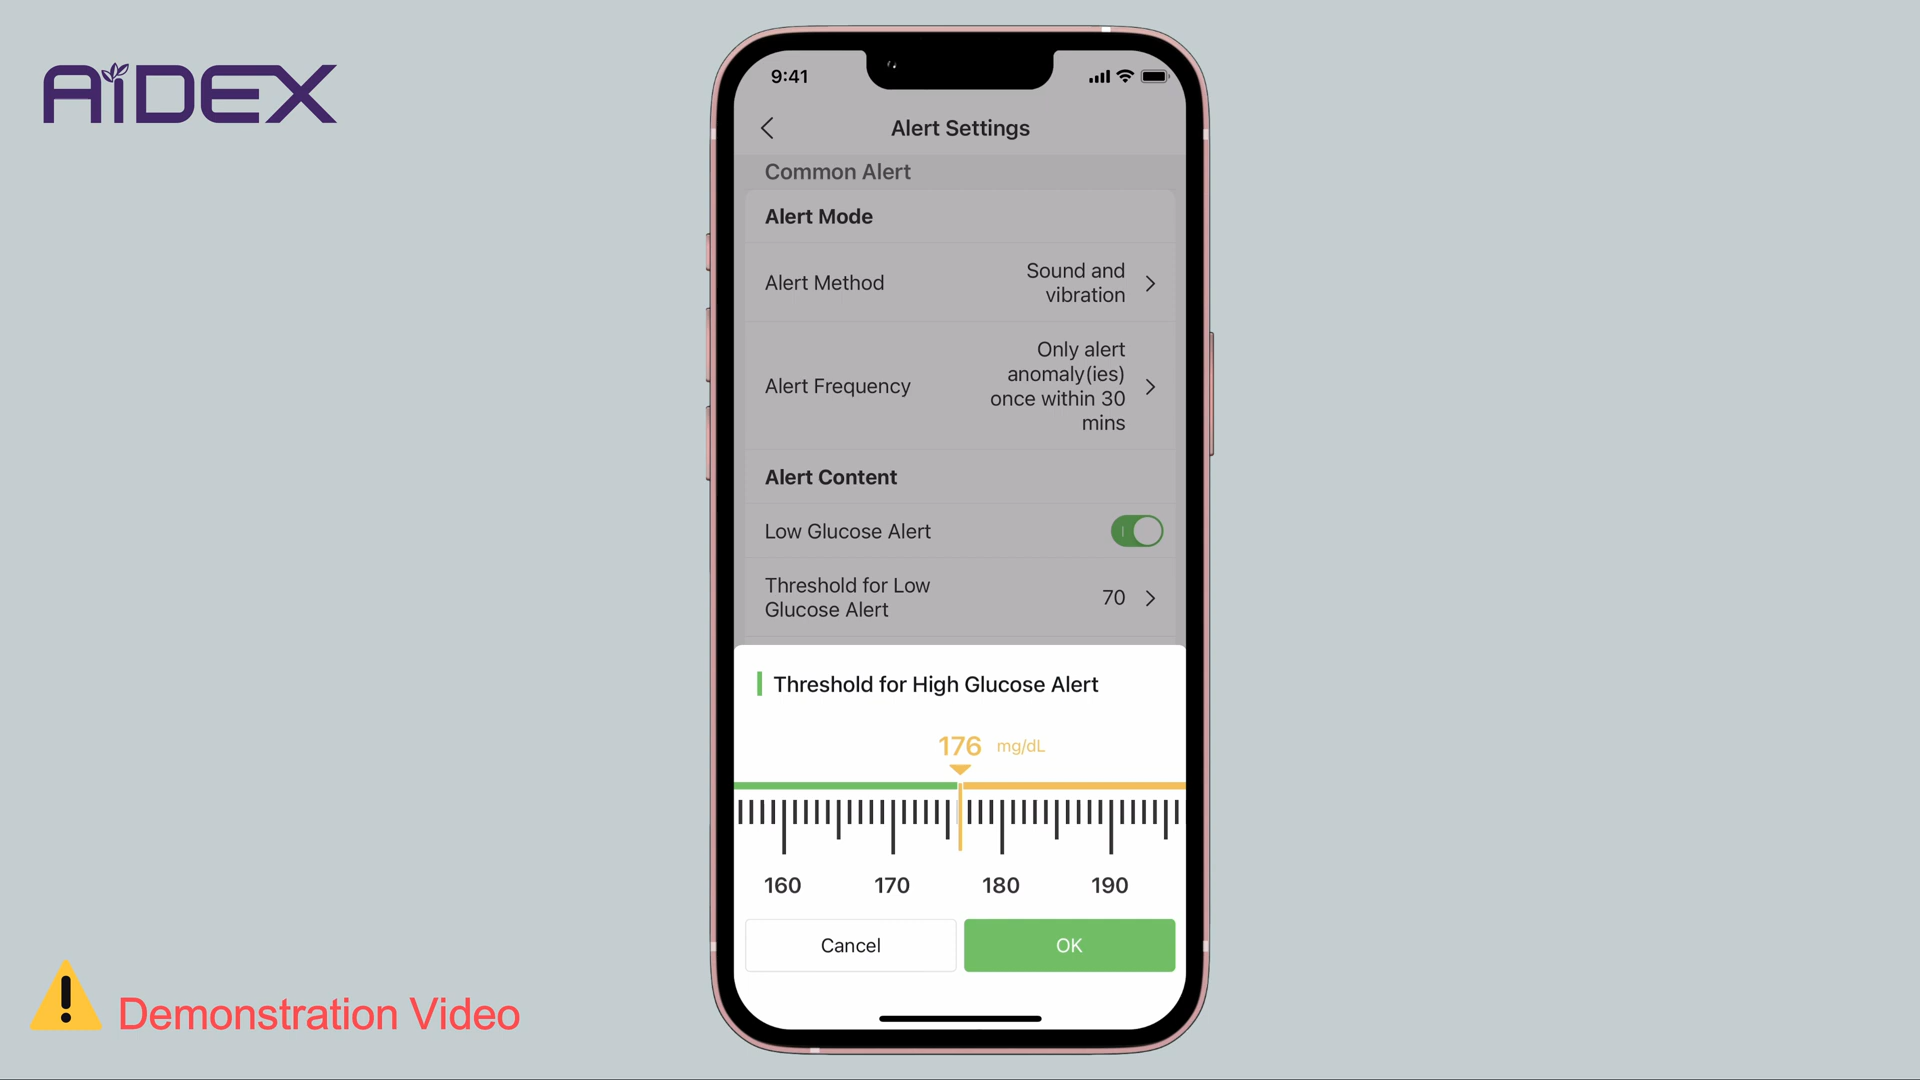 AiDEX
9:41
Alert Settings
Common Alert
Alert Mode
Alert Method
Sound and
vibration
Alert Frequency
Only alert
anomaly(ies)
once within 30
mins
Alert Content
Low Glucose Alert
Threshold for Low
Glucose Alert
70
Threshold for High Glucose Alert
176 mg/dL
160 170 180 190
Cancel OK
Demonstration Video